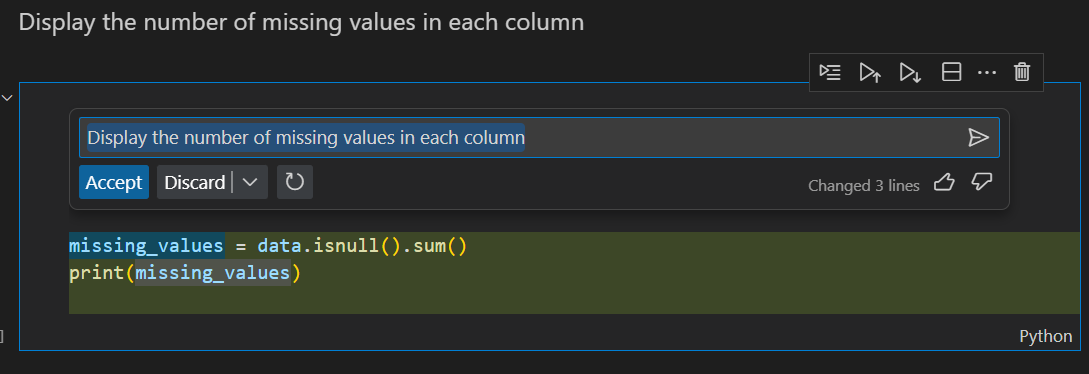 Display the number of missing values in each column
Display the number of missing values in each column
Accept Discard
Changed 3 lines
missing_values = data.isnull().sum()
print(missing_values)
]
Python